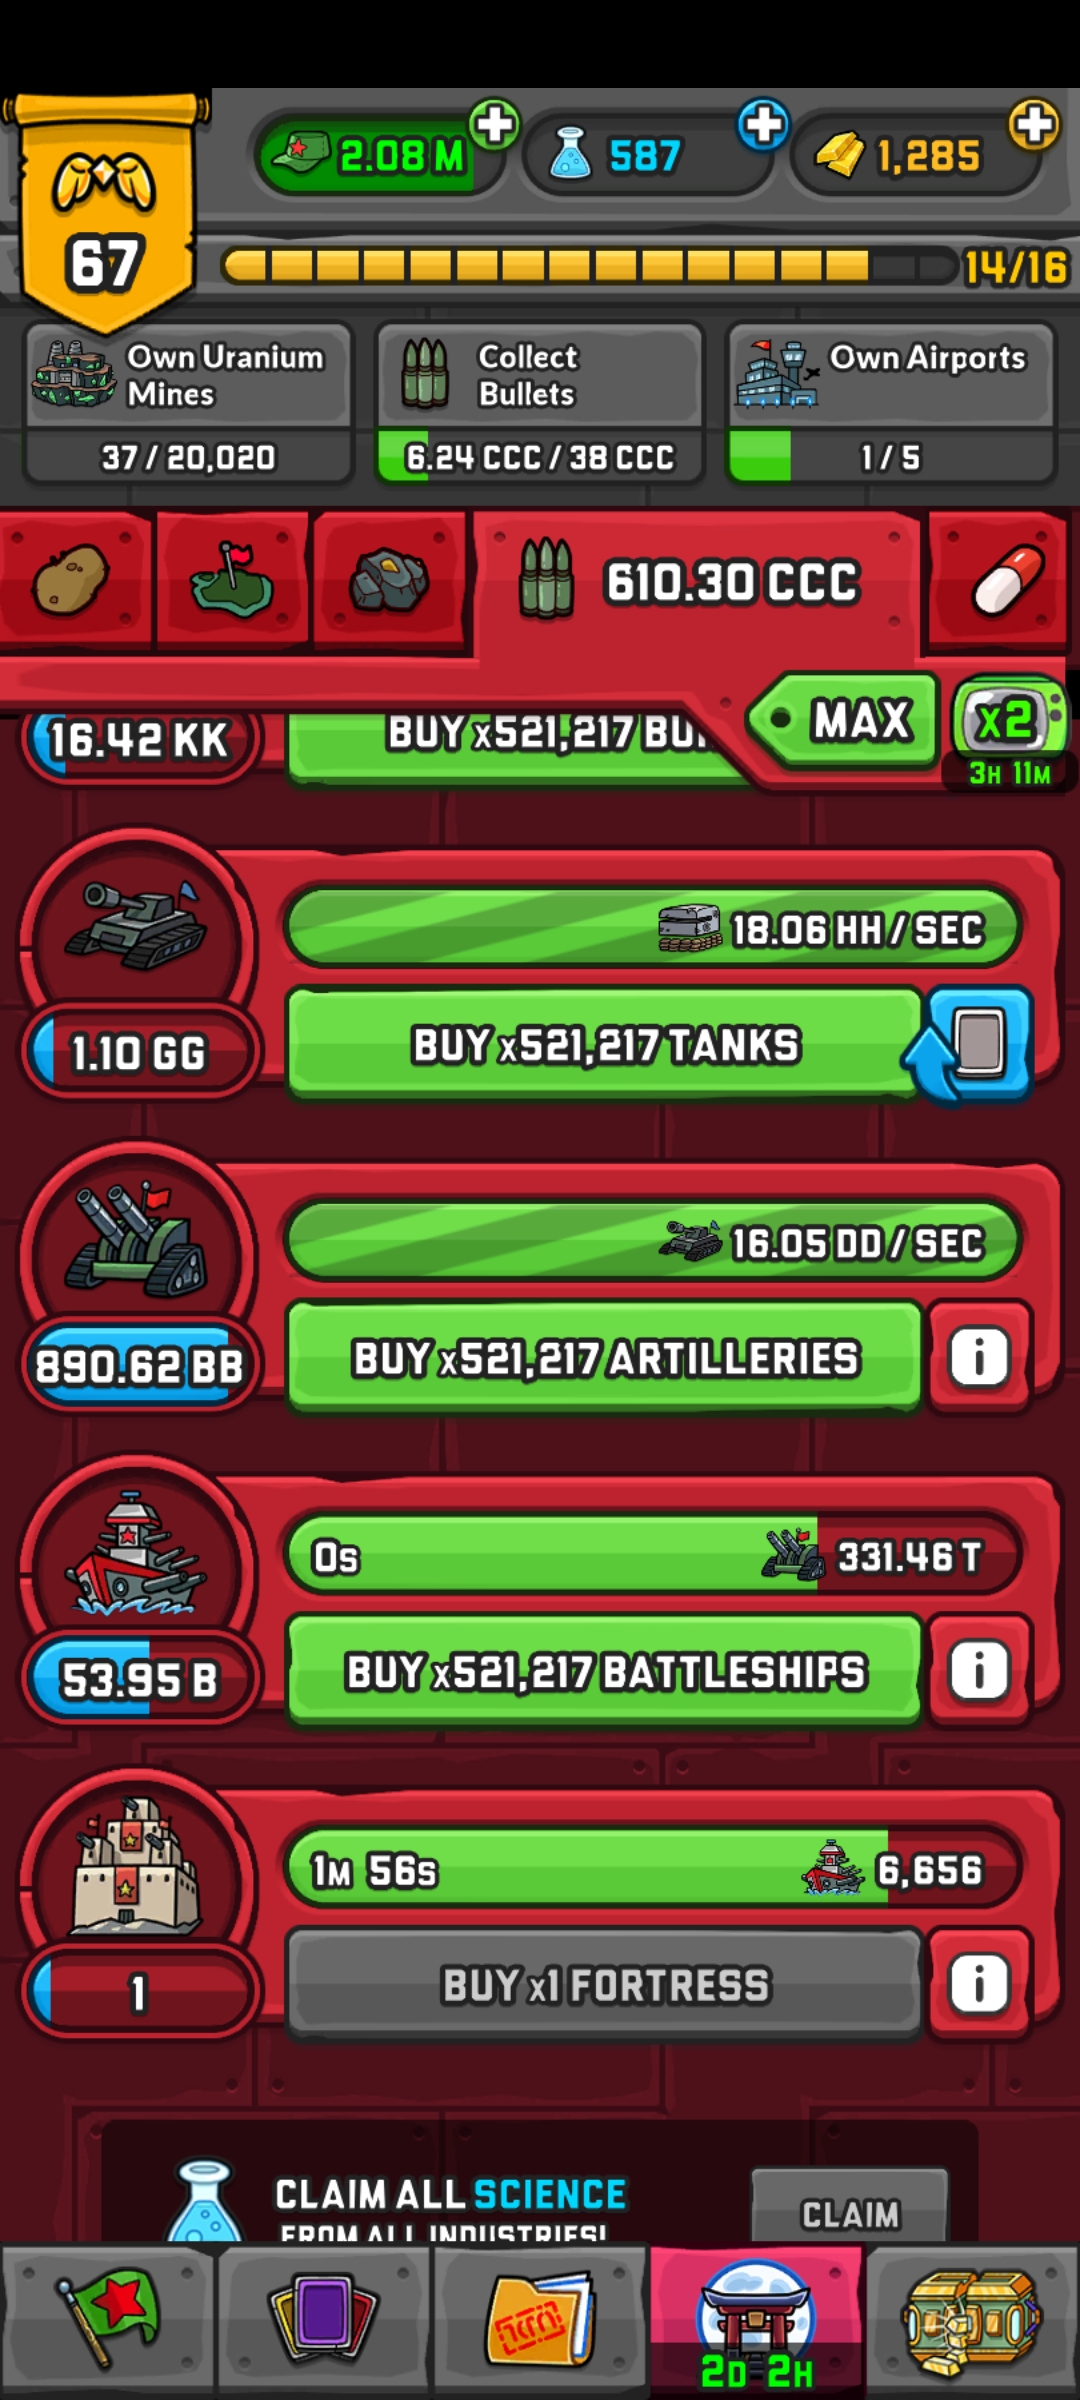 2.08 M
587
1,285
67
14/16
Own Uranium
Mines
37 / 20,020
Collect
Bullets
6.24 CCC / 38 CCC
Own Airports
1 / 5
610.30 CCC
MAX
X2
3H 11M
16.42 KK
BUY x521,217
18.06 HH / SEC
1.10 GG
BUY x521,217 TANKS
16.05 DD / SEC
890.62 BB
BUY x521,217 ARTILLERIES
i
0s
331.46 T
53.95 B
BUY x521,217 BATTLESHIPS
i
1M 56s
6,656
1
BUY x1 FORTRESS
i
CLAIM ALL SCIENCE
FROM ALL INDUSTRIES!
CLAIM
2D 2H